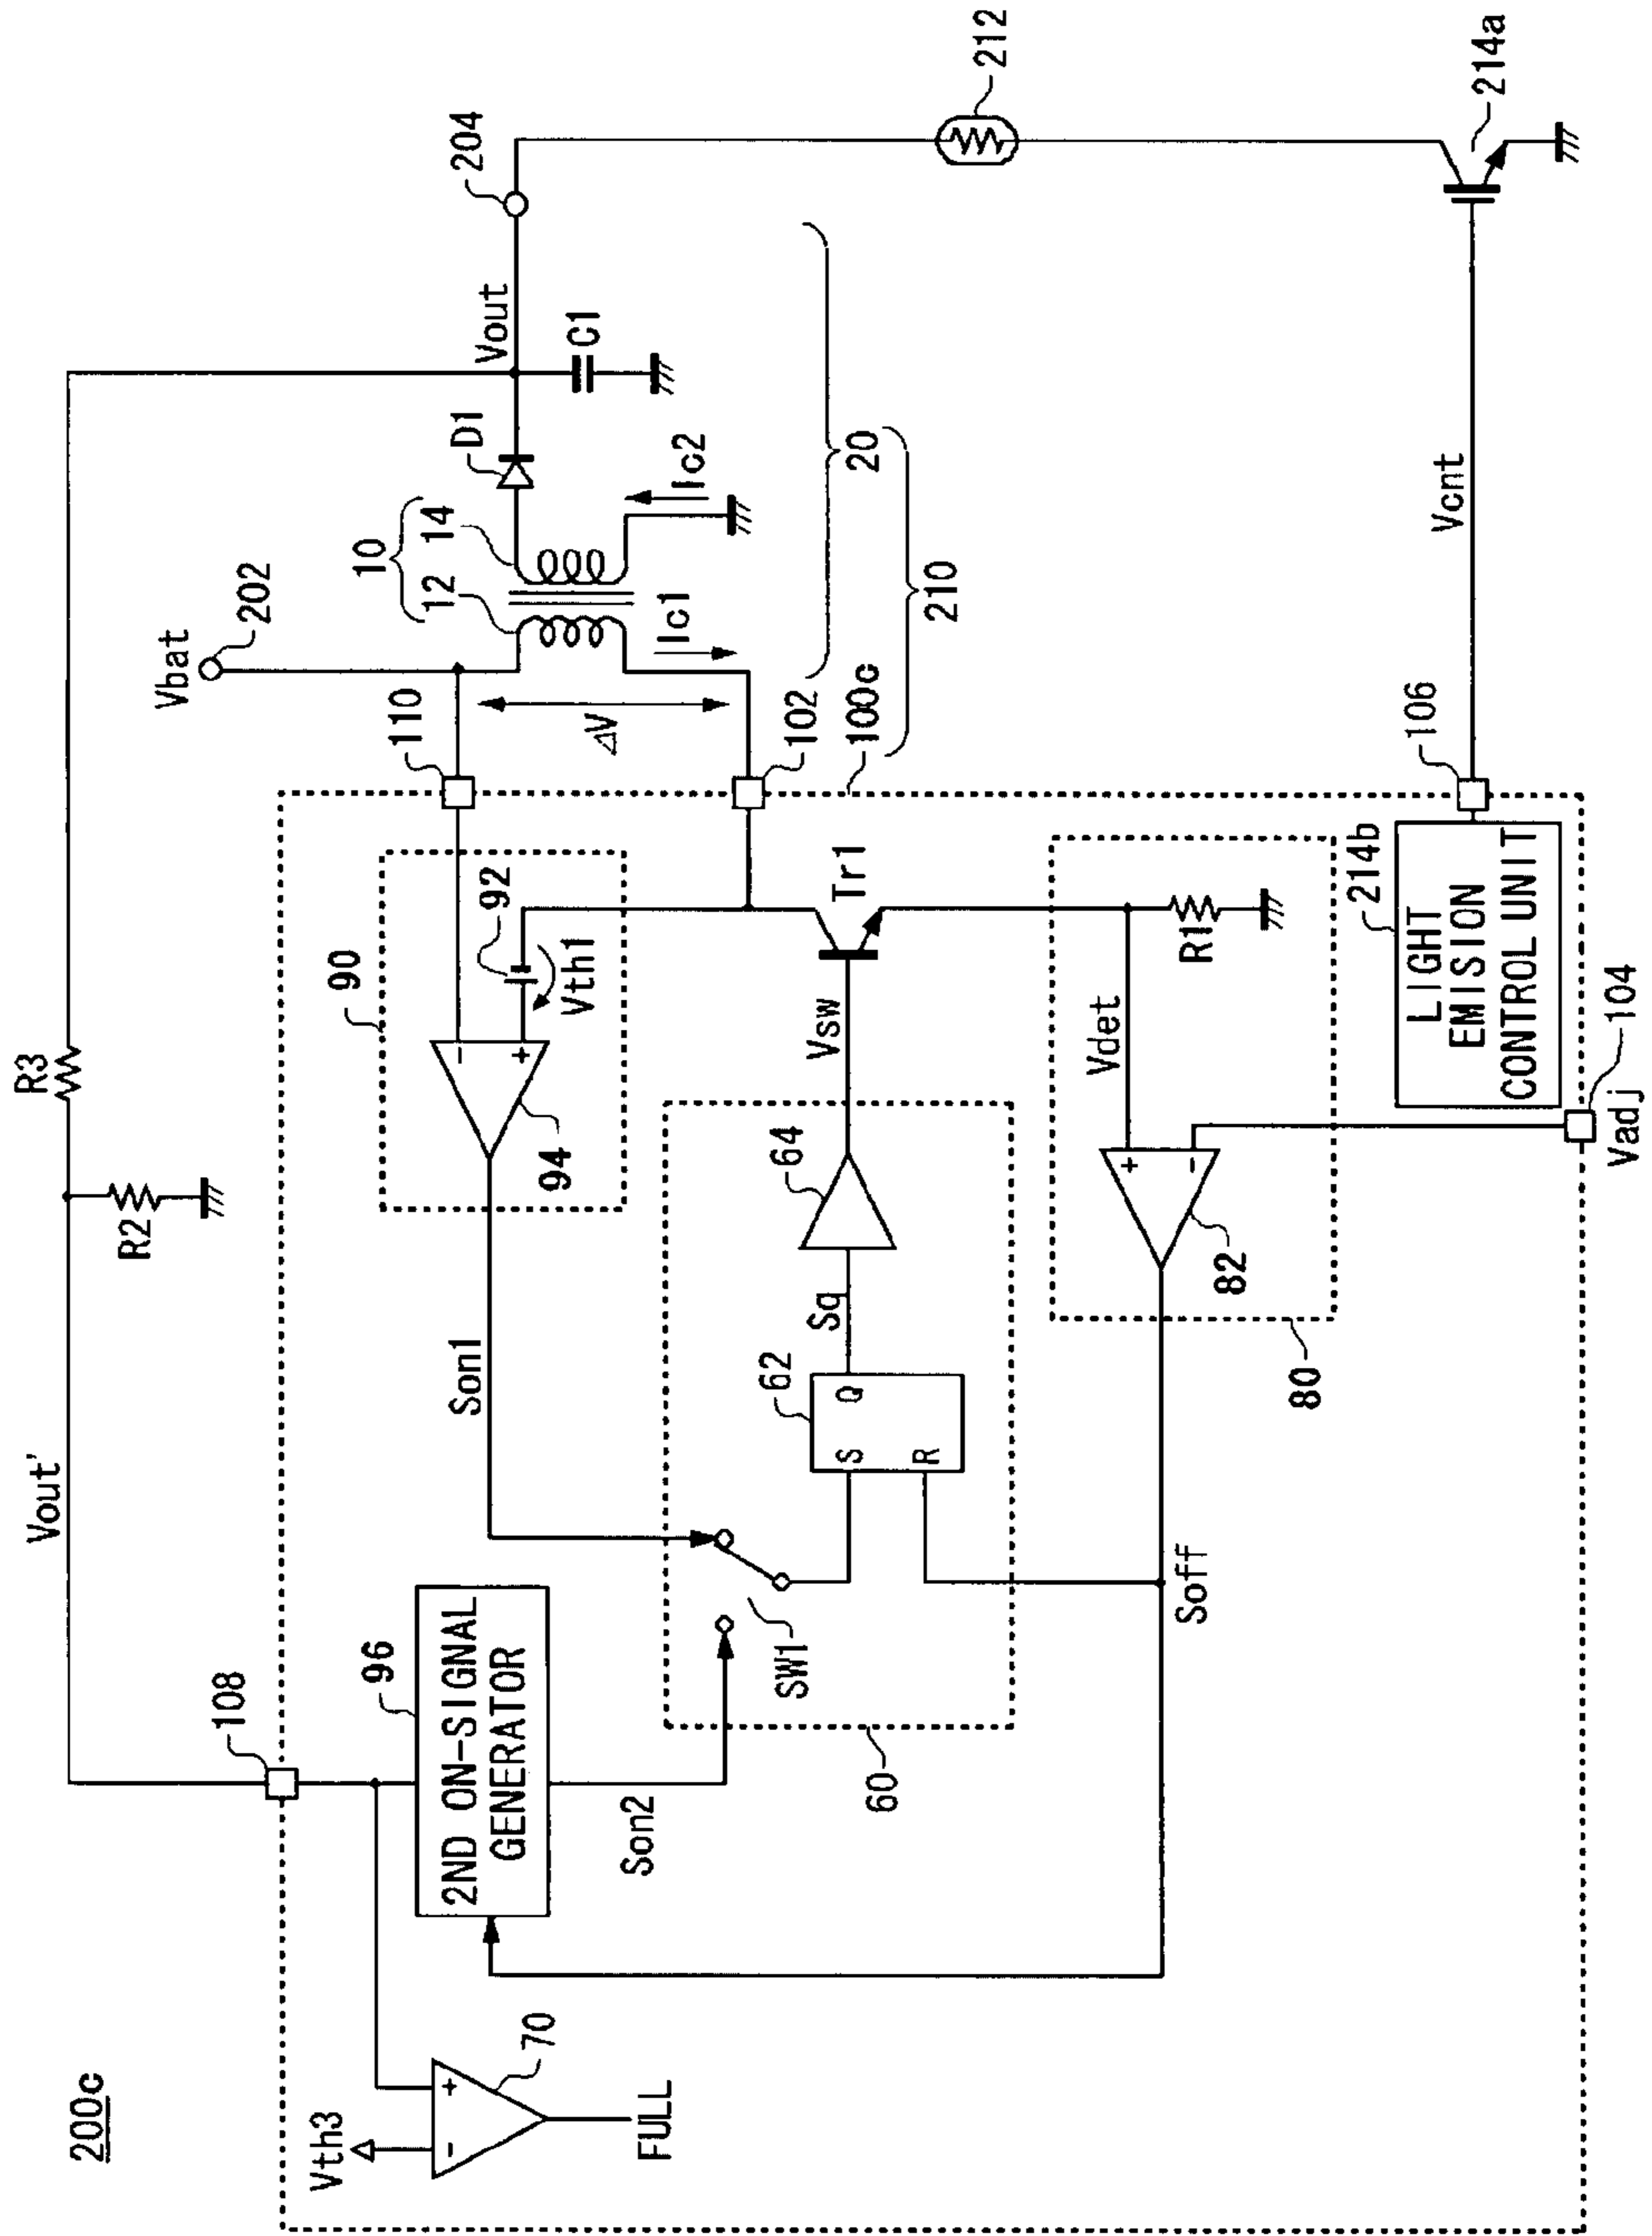 200c
Vout'
R3
R2
Vbat
202
Vout
204
D1
C1
10
12
14
Ic1
Ic2
ΔV
20
210
212
214a
Vcnt
108
110
102
100c
106
Vth3
70
FULL
96
2ND ON-SIGNAL
GENERATOR
Son2
Son1
90
92
Vth1
94
SW1
60
62
S
R
Q
Sq
64
Vsw
Tr1
Vdet
R1
82
80
Soff
214b
LIGHT
EMISION
CONTROL UNIT
104
Vadj
-
+
+
-
-
+